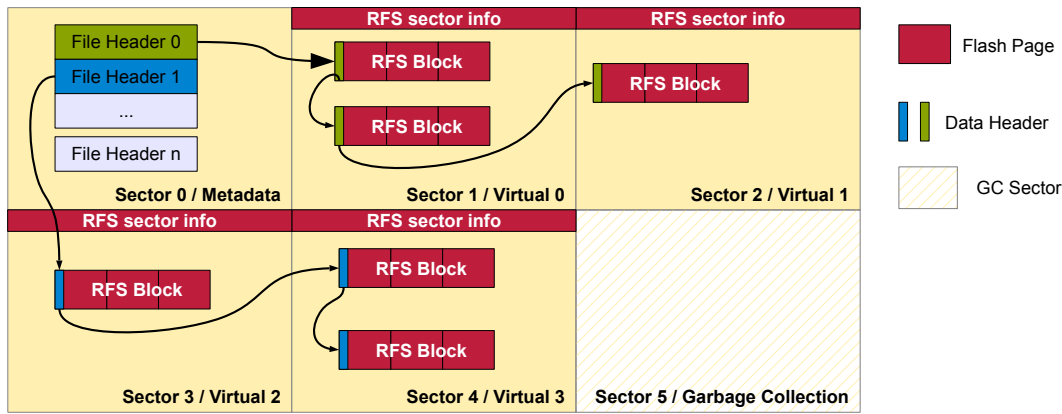 RFS sector info
RFS sector info
File Header 0
File Header 1
...
File Header n
RFS Block
RFS Block
RFS Block
Sector 0 / Metadata
Sector 1 / Virtual 0
Sector 2 / Virtual 1
RFS sector info
RFS sector info
RFS Block
RFS Block
RFS Block
Sector 3 / Virtual 2
Sector 4 / Virtual 3
Sector 5 / Garbage Collection
Flash Page
Data Header
GC Sector